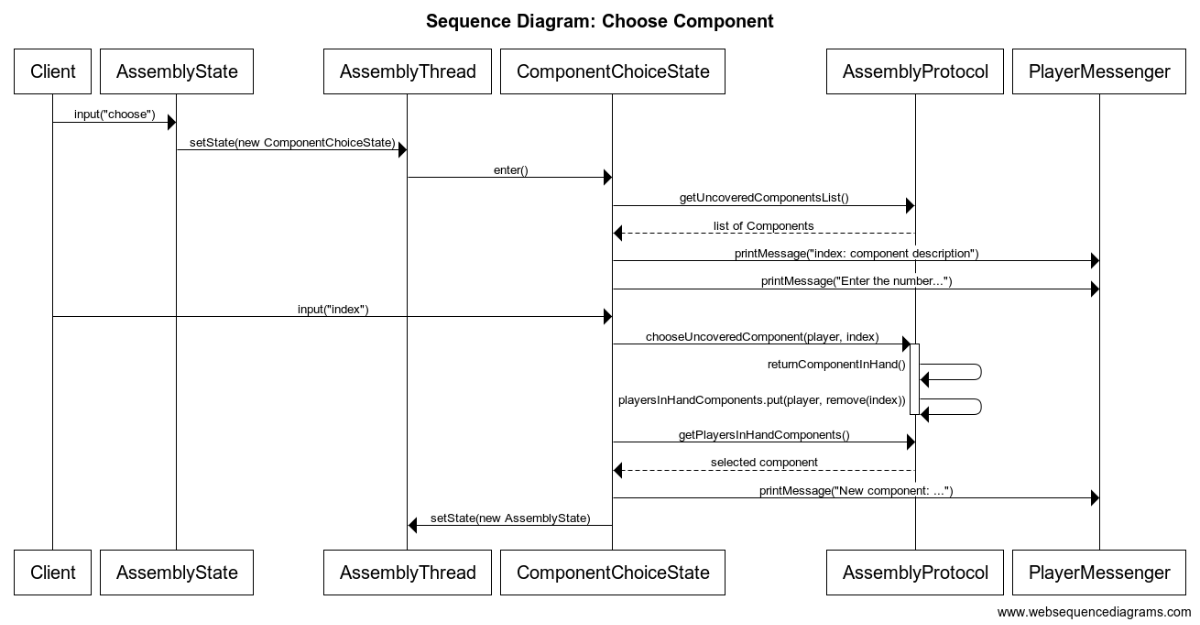 Sequence Diagram: Choose Component
Client
AssemblyState
AssemblyThread
ComponentChoiceState
AssemblyProtocol
PlayerMessenger
input("choose")
setState(new ComponentChoiceState)
enter()
getUncoveredComponentsList()
list of Components
printMessage("index: component description")
printMessage("Enter the number...")
input("index")
chooseUncoveredComponent(player, index)
returnComponentInHand()
playersInHandComponents.put(player, remove(index))
getPlayersInHandComponents()
selected component
printMessage("New component: ...")
setState(new AssemblyState)
Client
AssemblyState
AssemblyThread
ComponentChoiceState
AssemblyProtocol
PlayerMessenger
www.websequencediagrams.com